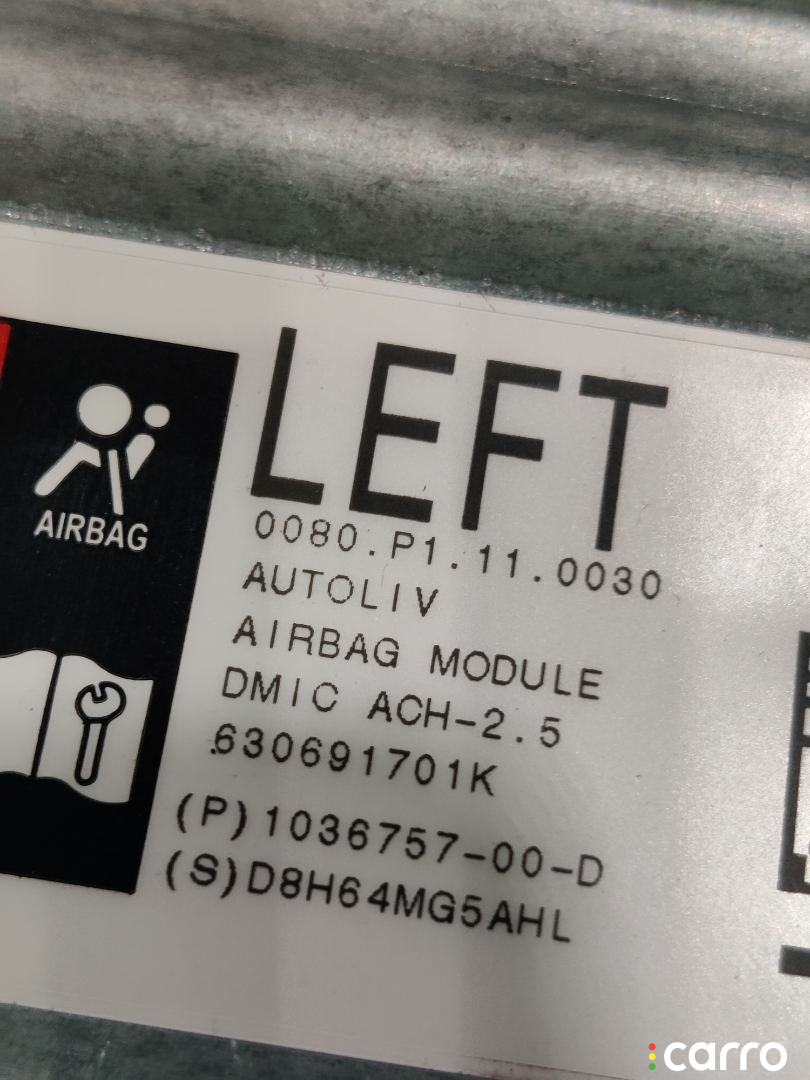 AIRBAG
LEFT
0080.P1.11.0030
AUTOLIV
AIRBAG MODULE
DMIC ACH-2.5
630691701K
(P)1036757-00-D
(S)D8H64MG5AHL
carro